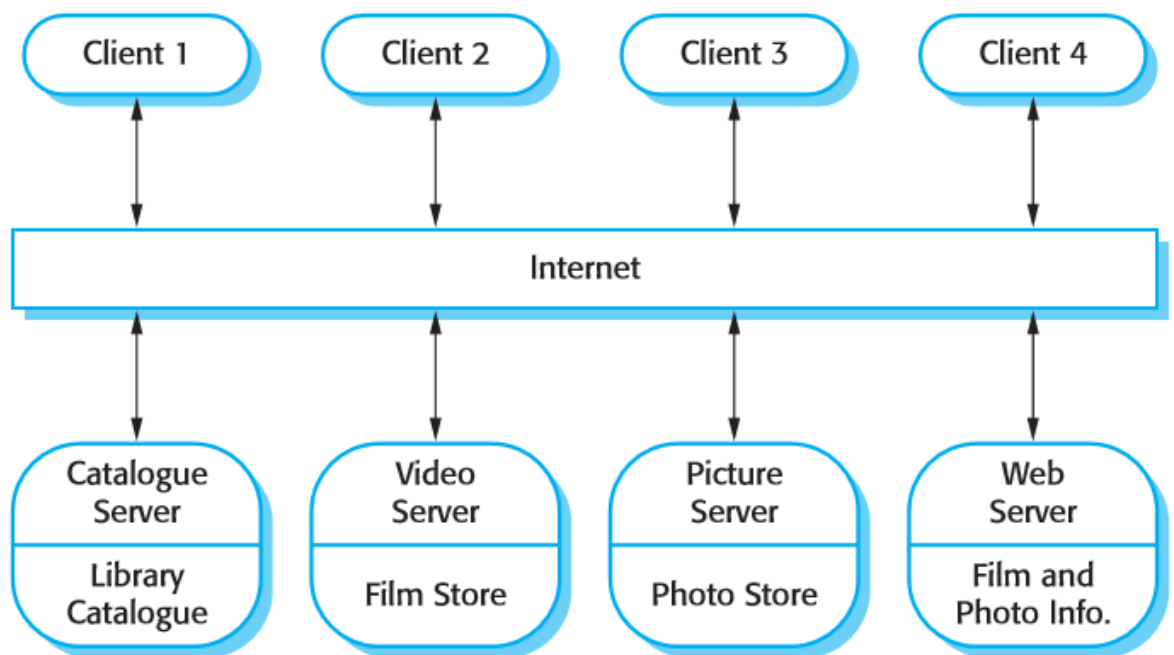 Client 1
Client 2
Client 3
Client 4
Internet
Catalogue
Server
Library
Catalogue
Video
Server
Film Store
Picture
Server
Photo Store
Web
Server
Film and
Photo Info.